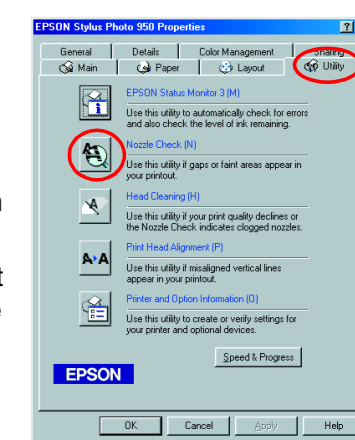 EPSON Stylus Photo 950 Properties
General Details Color Management Sharing
Main Paper Layout Utility
EPSON Status Monitor 3 (M)
Use this utility to automatically check for errors
and also check the level of ink remaining.
Nozzle Check (N)
Use this utility if gaps or faint areas appear in
your printout.
Head Cleaning (H)
Use this utility if your print quality declines or
the Nozzle Check indicates clogged nozzles.
Print Head Alignment (P)
Use this utility if misaligned vertical lines
appear in your printout.
Printer and Option Information (O)
Use this utility to create or verify settings for
your printer and optional devices.
Speed & Progress
EPSON
OK Cancel Apply Help